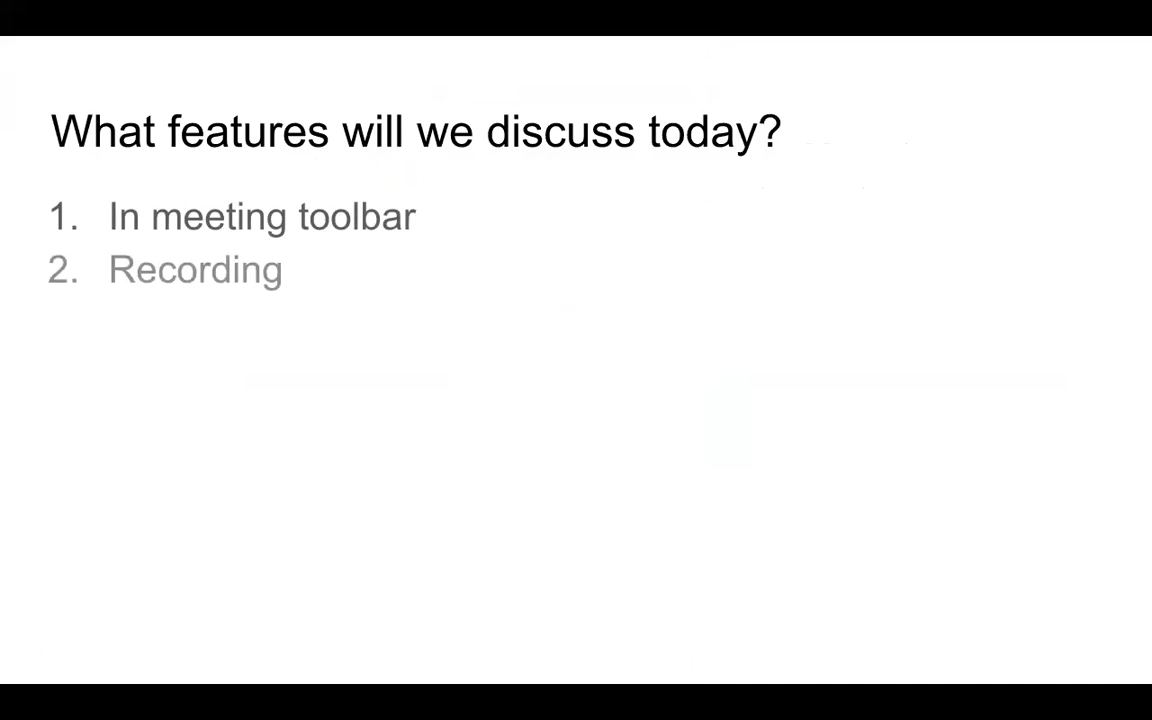 What features will we discuss today?
1. In meeting toolbar
2. Recording